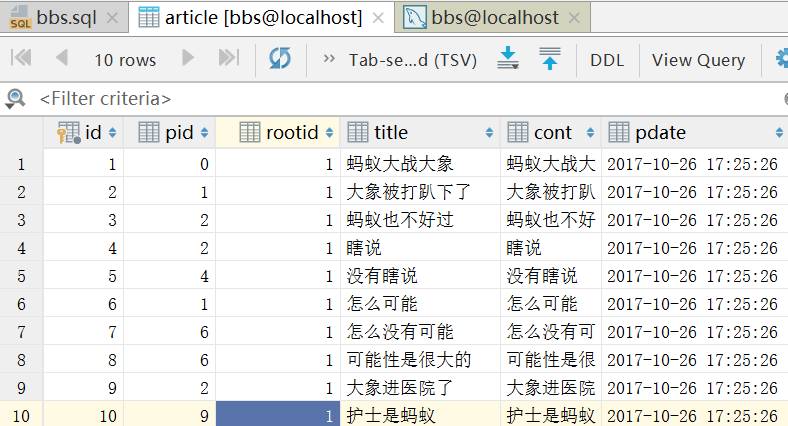 SQL bbs.sql article [bbs@localhost] bbs@localhost
10 rows Tab-se...d (TSV) DDL View Query
<Filter criteria>
id pid rootid title cont pdate
1 1 0 1 蚂蚁大战大象 蚂蚁大战大 2017-10-26 17:25:26
2 2 1 1 大象被打趴下了 大象被打趴 2017-10-26 17:25:26
3 3 2 1 蚂蚁也不好过 蚂蚁也不好 2017-10-26 17:25:26
4 4 2 1 瞎说 瞎说 2017-10-26 17:25:26
5 5 4 1 没有瞎说 没有瞎说 2017-10-26 17:25:26
6 6 1 1 怎么可能 怎么可能 2017-10-26 17:25:26
7 7 6 1 怎么没有可能 怎么没有可 2017-10-26 17:25:26
8 8 6 1 可能性是很大的 可能性是很 2017-10-26 17:25:26
9 9 2 1 大象进医院了 大象进医院 2017-10-26 17:25:26
10 10 9 1 护士是蚂蚁 护士是蚂蚁 2017-10-26 17:25:26